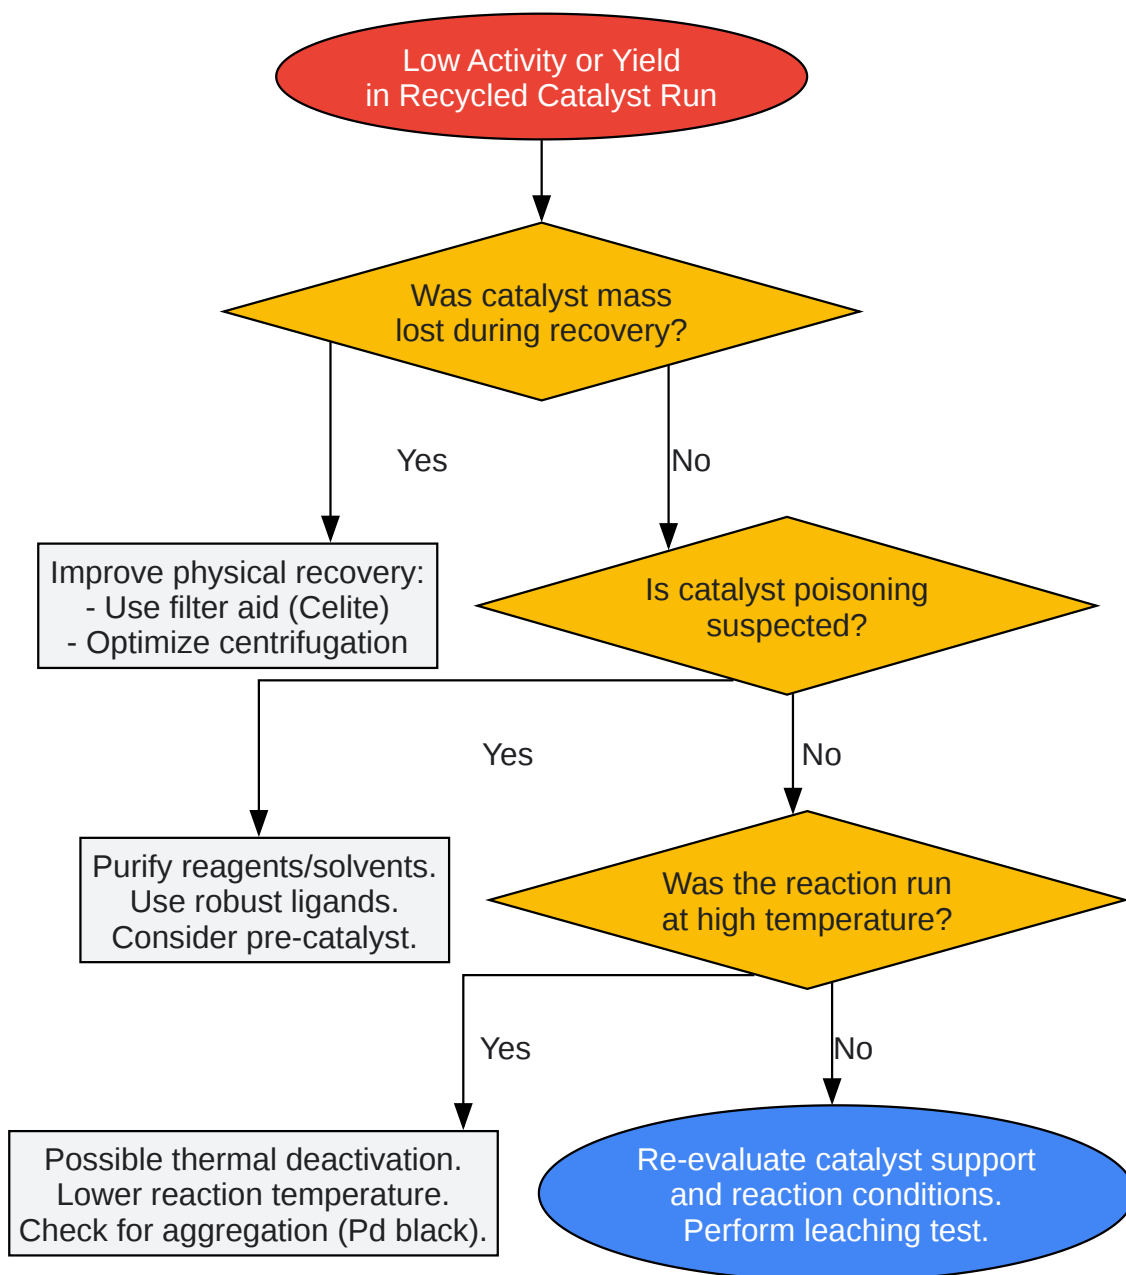 Low Activity or Yield
in Recycled Catalyst Run
Was catalyst mass
lost during recovery?
Yes
No
Improve physical recovery:
- Use filter aid (Celite)
- Optimize centrifugation
Is catalyst poisoning
suspected?
Yes
No
Purify reagents/solvents.
Use robust ligands.
Consider pre-catalyst.
Was the reaction run
at high temperature?
Yes
No
Possible thermal deactivation.
Lower reaction temperature.
Check for aggregation (Pd black).
Re-evaluate catalyst support
and reaction conditions.
Perform leaching test.